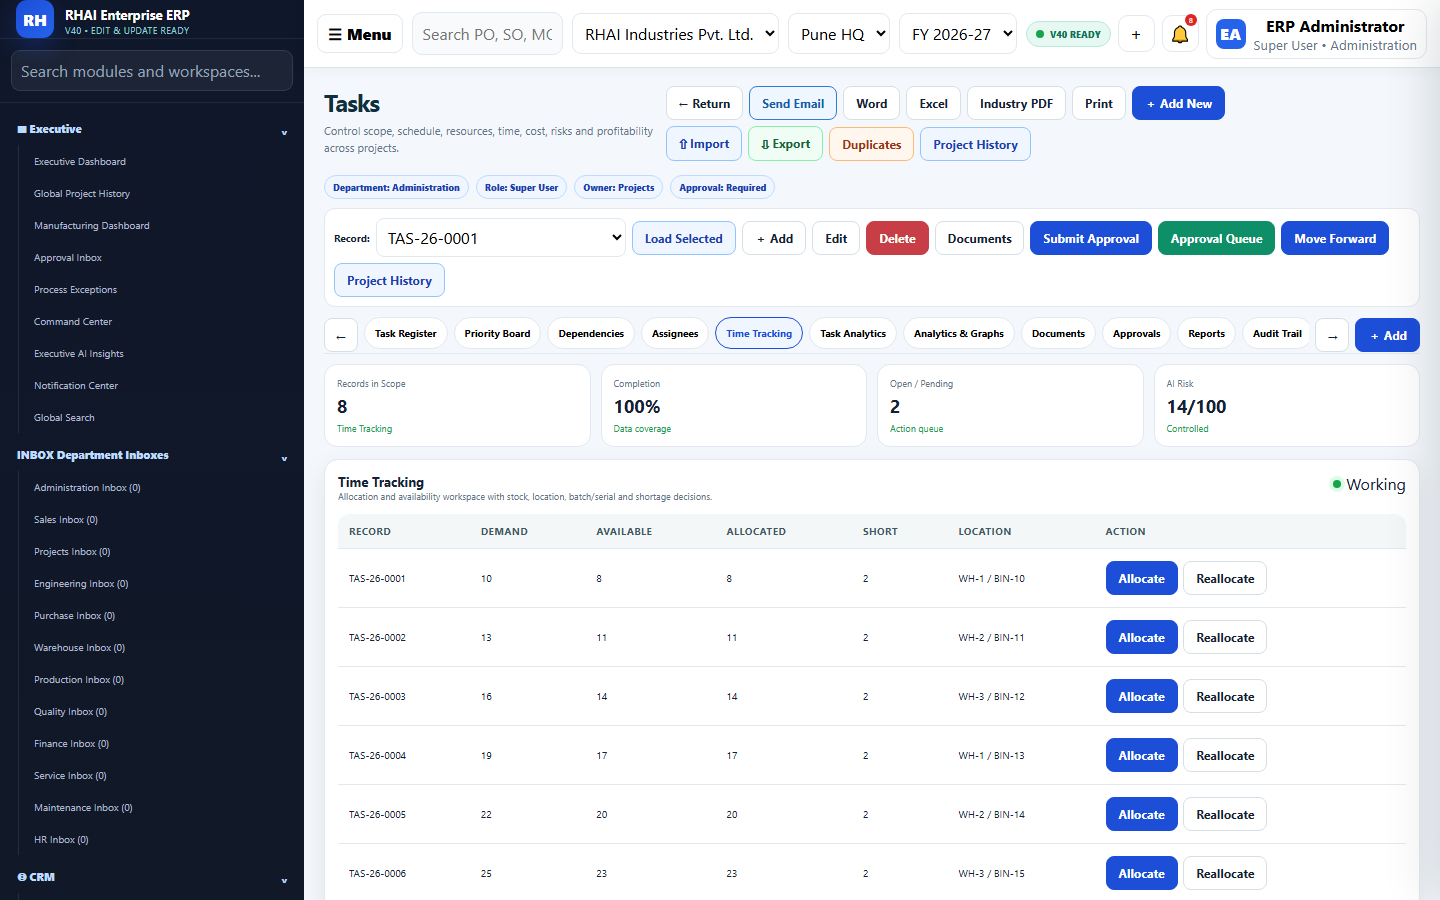 RH
RHAI Enterprise ERP
V40 • EDIT & UPDATE READY
Search modules and workspaces...
Executive
Executive Dashboard
Global Project History
Manufacturing Dashboard
Approval Inbox
Process Exceptions
Command Center
Executive AI Insights
Notification Center
Global Search
INBOX Department Inboxes
Administration Inbox (0)
Sales Inbox (0)
Projects Inbox (0)
Engineering Inbox (0)
Purchase Inbox (0)
Warehouse Inbox (0)
Production Inbox (0)
Quality Inbox (0)
Finance Inbox (0)
Service Inbox (0)
Maintenance Inbox (0)
HR Inbox (0)
CRM
☰ Menu
Search PO, SO, MO
RHAI Industries Pvt. Ltd.
Pune HQ
FY 2026-27
V40 READY
+
8
EA
ERP Administrator
Super User • Administration
Tasks
Control scope, schedule, resources, time, cost, risks and profitability
across projects.
← Return
Send Email
Word
Excel
Industry PDF
Print
+ Add New
⇧ Import
⇩ Export
Duplicates
Project History
Department: Administration
Role: Super User
Owner: Projects
Approval: Required
Record:
TAS-26-0001
Load Selected
+ Add
Edit
Delete
Documents
Submit Approval
Approval Queue
Move Forward
Project History
←
Task Register
Priority Board
Dependencies
Assignees
Time Tracking
Task Analytics
Analytics & Graphs
Documents
Approvals
Reports
Audit Trail
→
+ Add
Records in Scope
8
Time Tracking
Completion
100%
Data coverage
Open / Pending
2
Action queue
AI Risk
14/100
Controlled
Time Tracking
Allocation and availability workspace with stock, location, batch/serial and shortage decisions.
Working
RECORD DEMAND AVAILABLE ALLOCATED SHORT LOCATION ACTION
TAS-26-0001 10 8 8 2 WH-1 / BIN-10 Allocate Reallocate
TAS-26-0002 13 11 11 2 WH-2 / BIN-11 Allocate Reallocate
TAS-26-0003 16 14 14 2 WH-3 / BIN-12 Allocate Reallocate
TAS-26-0004 19 17 17 2 WH-1 / BIN-13 Allocate Reallocate
TAS-26-0005 22 20 20 2 WH-2 / BIN-14 Allocate Reallocate
TAS-26-0006 25 23 23 2 WH-3 / BIN-15 Allocate Reallocate